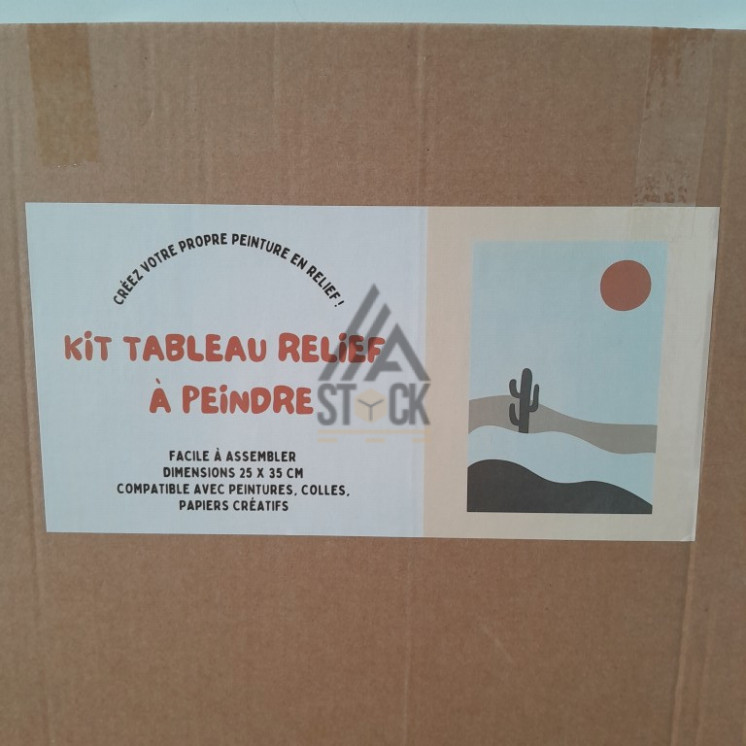 CRÉEZ VOTRE PROPRE PEINTURE EN RELIEF !
KIT TABLEAU RELIEF
À PEINDRE
FACILE À ASSEMBLER
DIMENSIONS 25 X 35 CM
COMPATIBLE AVEC PEINTURES, COLLES,
PAPIERS CRÉATIFS
STOCK